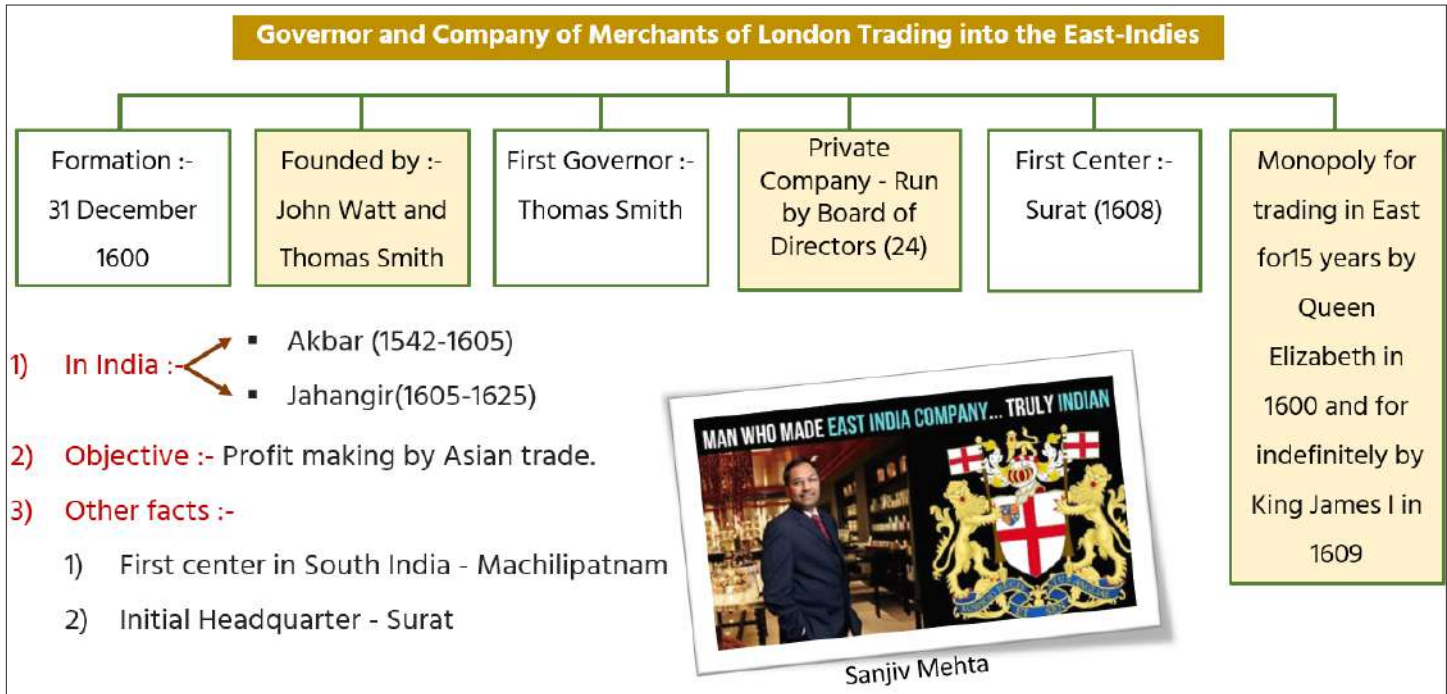 Governor and Company of Merchants of London Trading into the East-Indies
Formation :-
31 December
1600
Founded by :-
John Watt and
Thomas Smith
First Governor :-
Thomas Smith
Private
Company - Run
by Board of
Directors (24)
First Center :-
Surat (1608)
Monopoly for
trading in East
for15 years by
Queen
Elizabeth in
1600 and for
indefinitely by
King James I in
1609
1) In India :-
▪ Akbar (1542-1605)
▪ Jahangir(1605-1625)
2) Objective :- Profit making by Asian trade.
3) Other facts :-
1) First center in South India - Machilipatnam
2) Initial Headquarter - Surat
MAN WHO MADE EAST INDIA COMPANY... TRULY INDIAN
Sanjiv Mehta